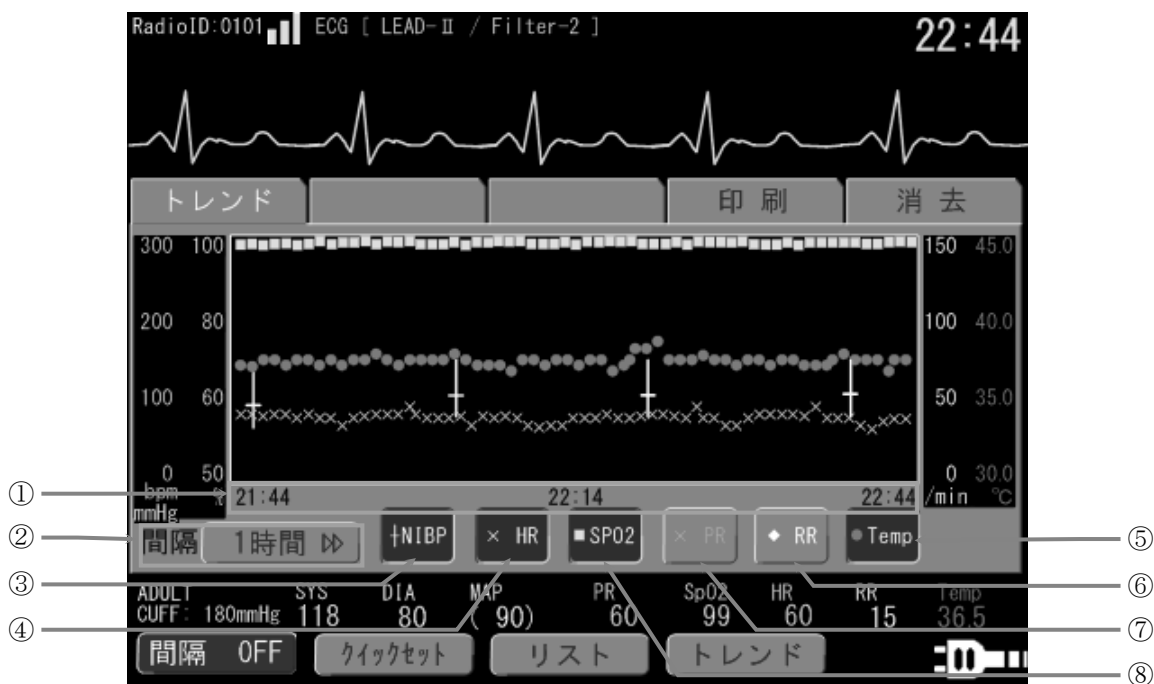 RadioID:0101 ECG [ LEAD-Ⅱ / Filter-2 ] 22:44
トレンド 印刷 消去
300 100 150 45.0
200 80 100 40.0
100 60 50 35.0
0 50 0 30.0
bpm % /min ℃
mmHg
① 21:44 22:14 22:44
② 間隔 1時間 NIBP × HR ■SPO2 × PR ◆ RR ●Temp ⑤
③ ⑥
ADULT SYS DIA MAP PR SpO2 HR RR Temp
CUFF: 180mmHg 118 80 ( 90) 60 99 60 15 36.5
④ ⑦
間隔 OFF クイックセット リスト トレンド
⑧